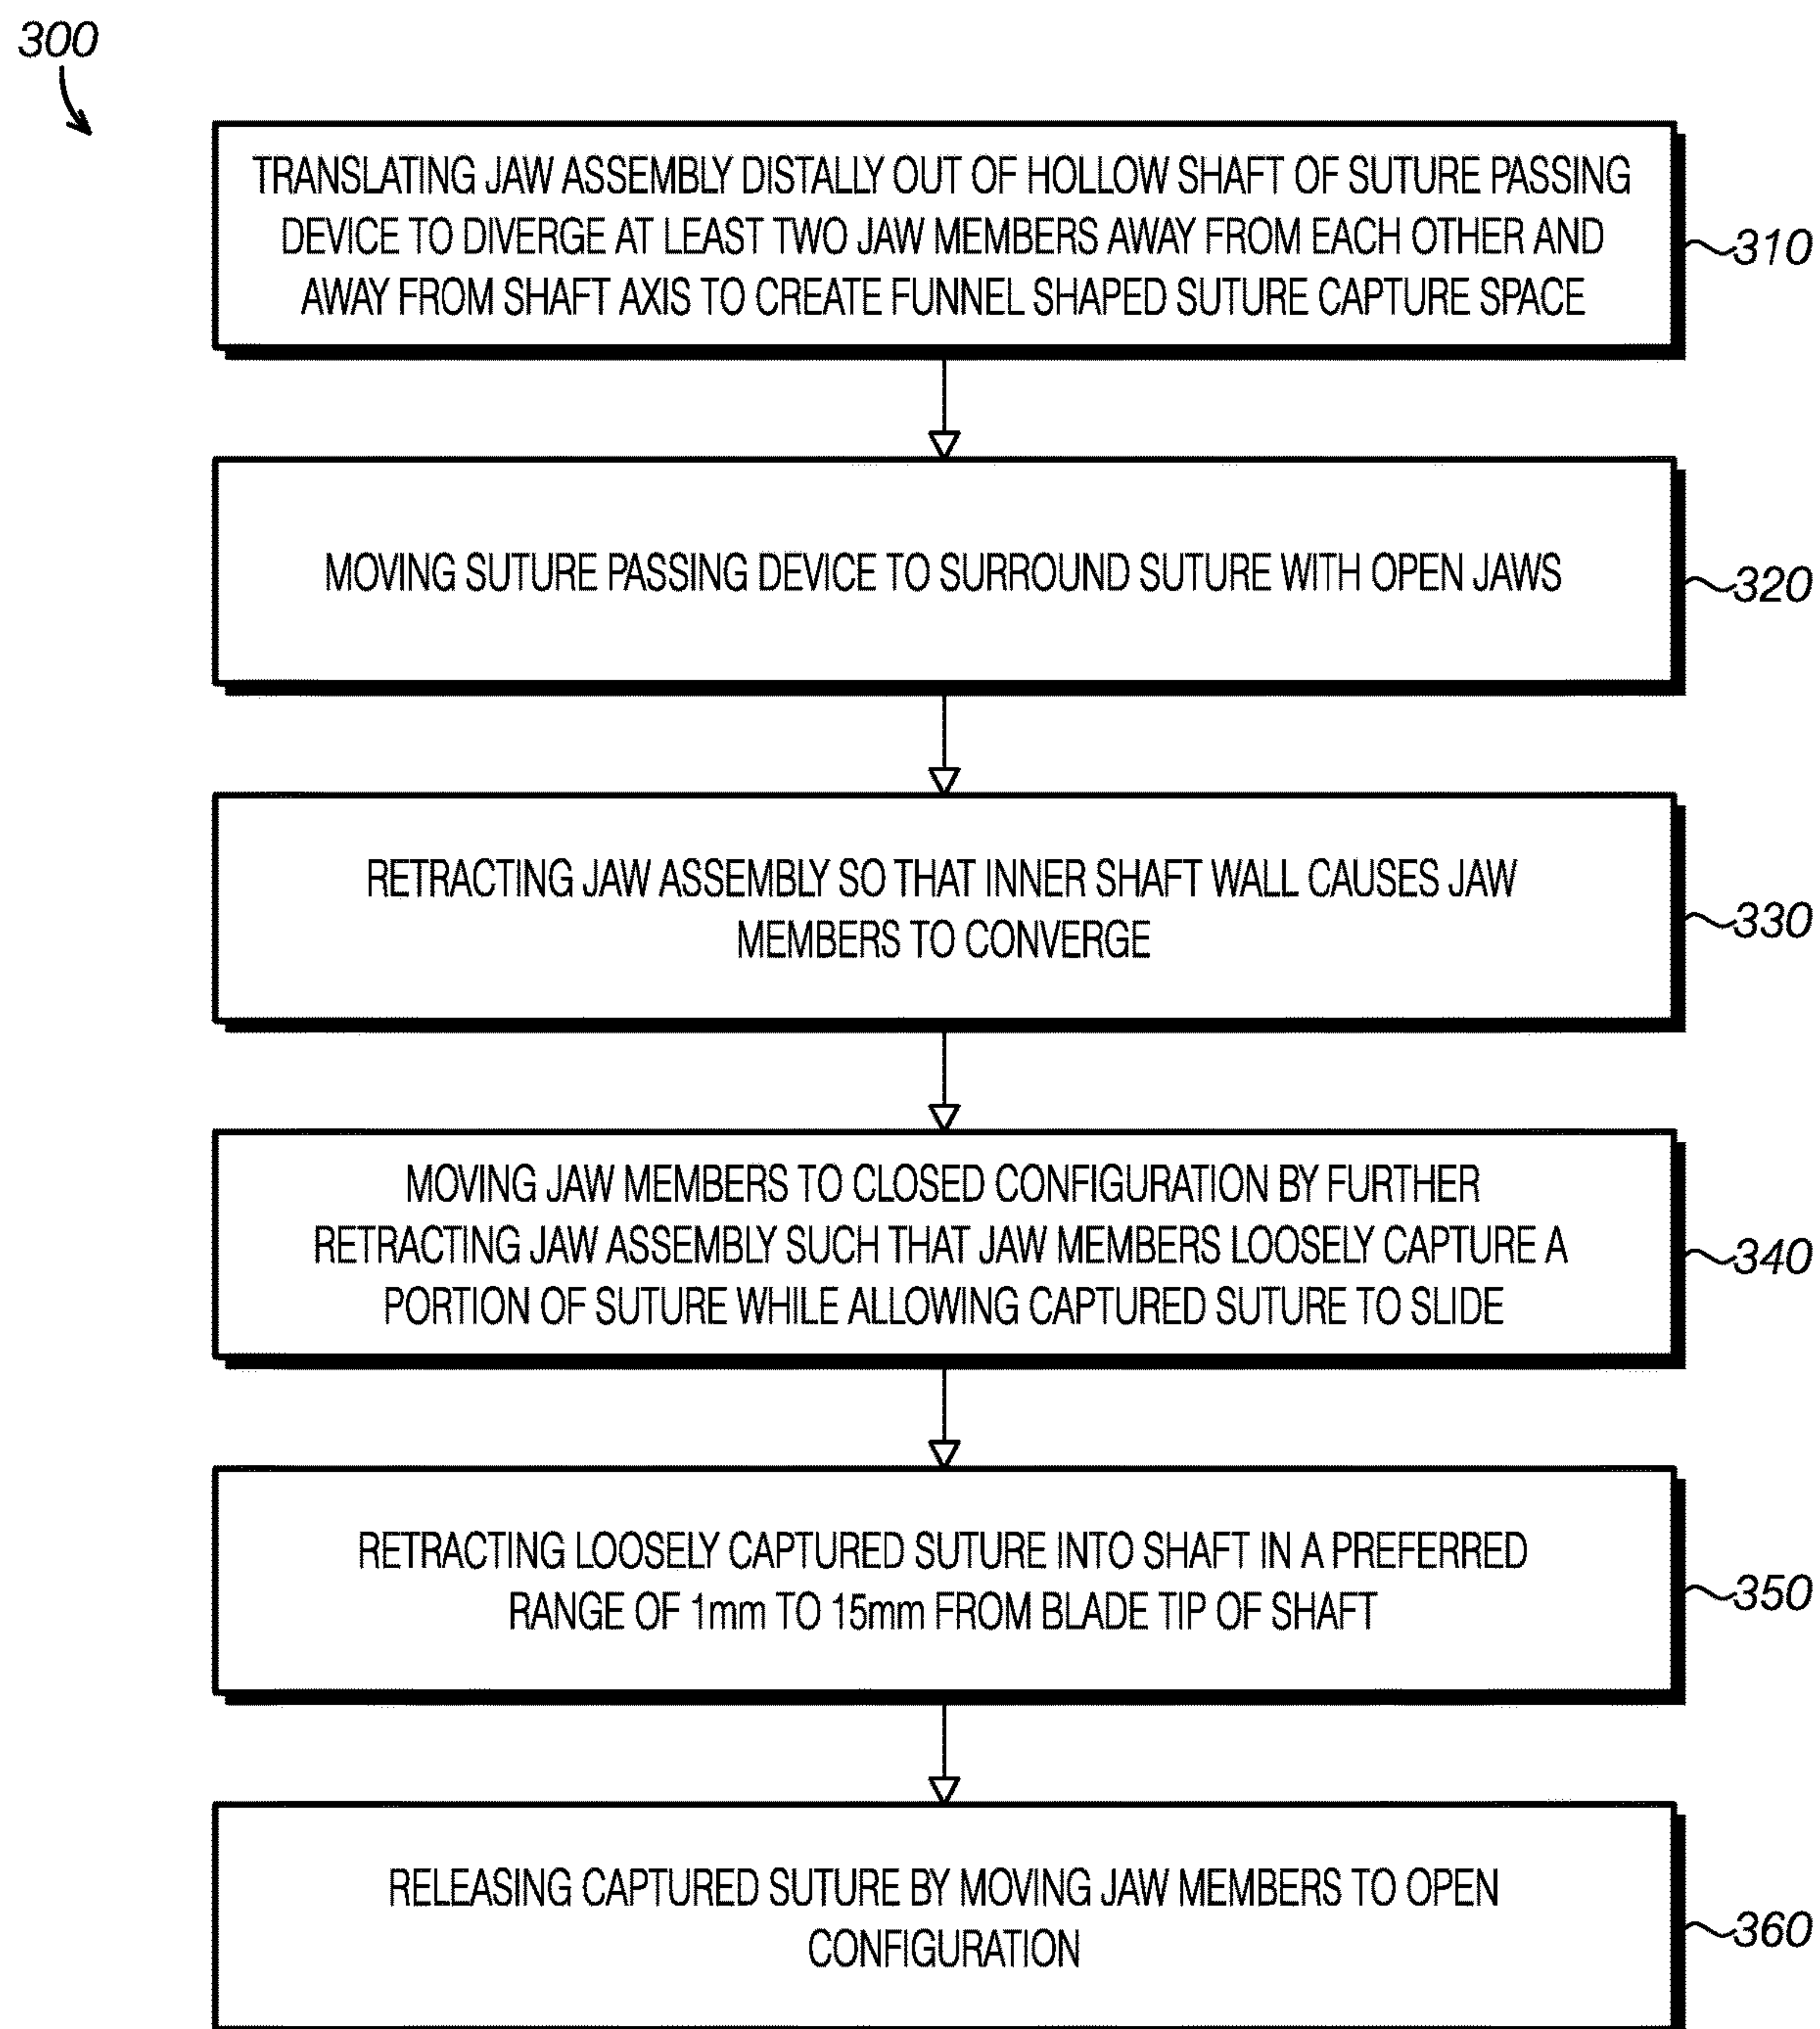 300
TRANSLATING JAW ASSEMBLY DISTALLY OUT OF HOLLOW SHAFT OF SUTURE PASSING
DEVICE TO DIVERGE AT LEAST TWO JAW MEMBERS AWAY FROM EACH OTHER AND
AWAY FROM SHAFT AXIS TO CREATE FUNNEL SHAPED SUTURE CAPTURE SPACE
310
MOVING SUTURE PASSING DEVICE TO SURROUND SUTURE WITH OPEN JAWS
320
RETRACTING JAW ASSEMBLY SO THAT INNER SHAFT WALL CAUSES JAW
MEMBERS TO CONVERGE
330
MOVING JAW MEMBERS TO CLOSED CONFIGURATION BY FURTHER
RETRACTING JAW ASSEMBLY SUCH THAT JAW MEMBERS LOOSELY CAPTURE A
PORTION OF SUTURE WHILE ALLOWING CAPTURED SUTURE TO SLIDE
340
RETRACTING LOOSELY CAPTURED SUTURE INTO SHAFT IN A PREFERRED
RANGE OF 1mm TO 15mm FROM BLADE TIP OF SHAFT
350
RELEASING CAPTURED SUTURE BY MOVING JAW MEMBERS TO OPEN
CONFIGURATION
360